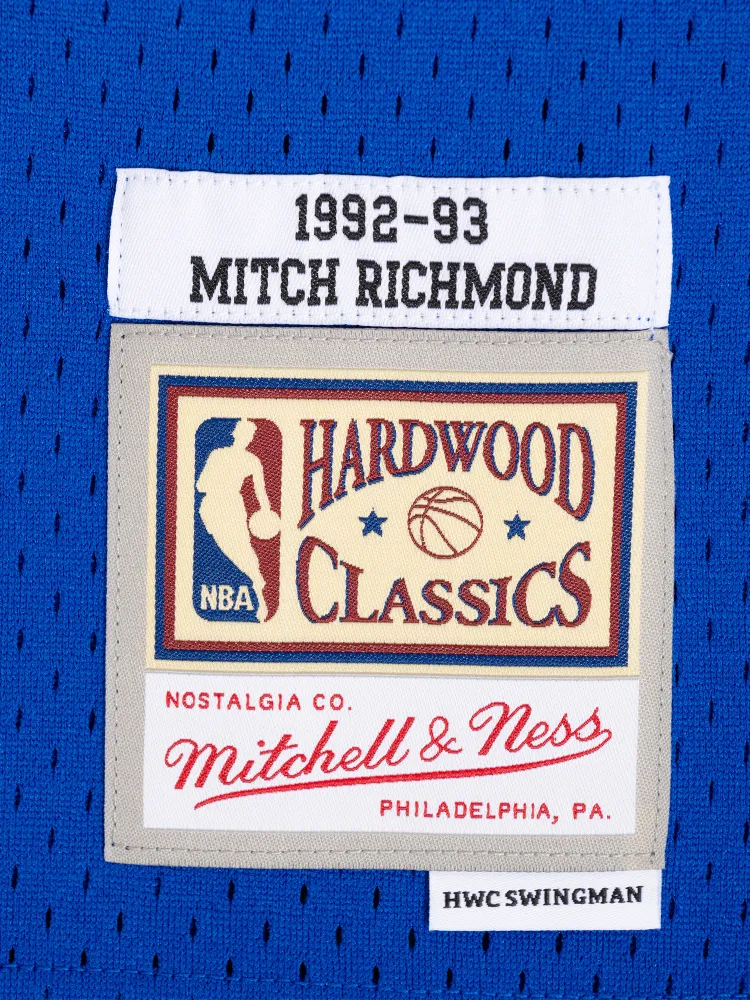 1992-93
MITCH RICHMOND
HARDWOOD
CLASSICS
NBA
NOSTALGIA CO.
Mitchell & Ness
PHILADELPHIA, PA.
HWC SWINGMAN